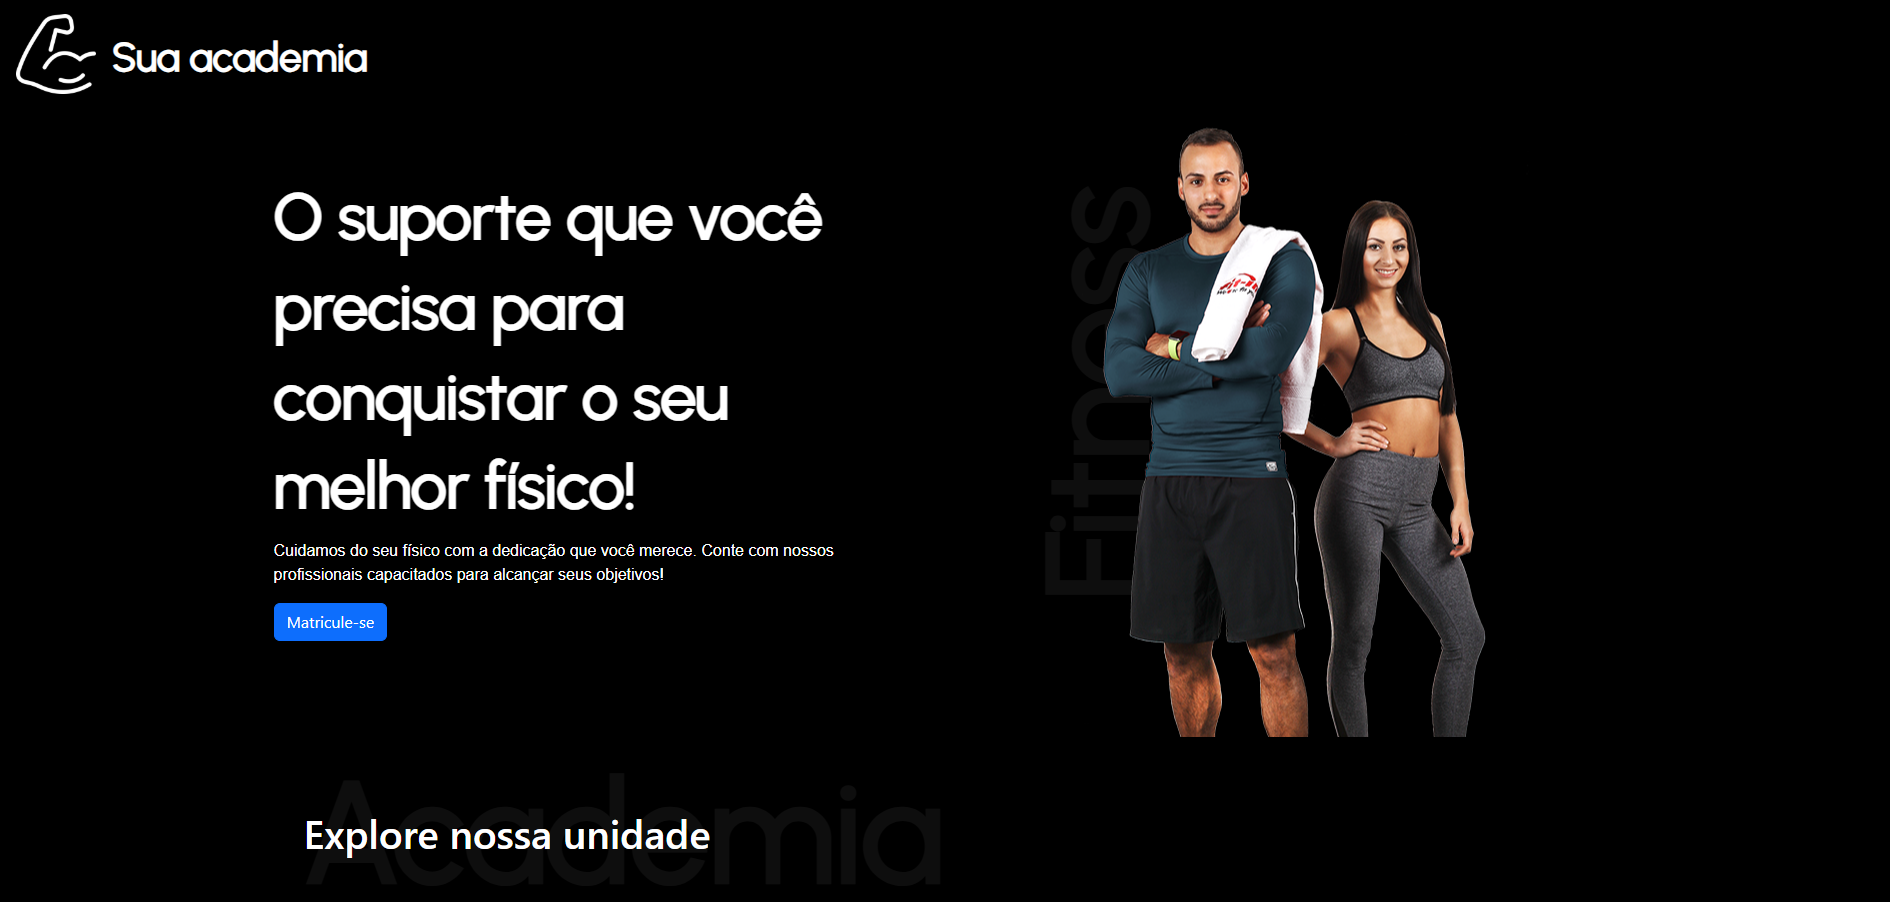 Sua academia
O suporte que você
precisa para
conquistar o seu
melhor físico!
Cuidamos do seu físico com a dedicação que você merece. Conte com nossos
profissionais capacitados para alcançar seus objetivos!
Matricule-se
Fitness
Academia
Explore nossa unidade